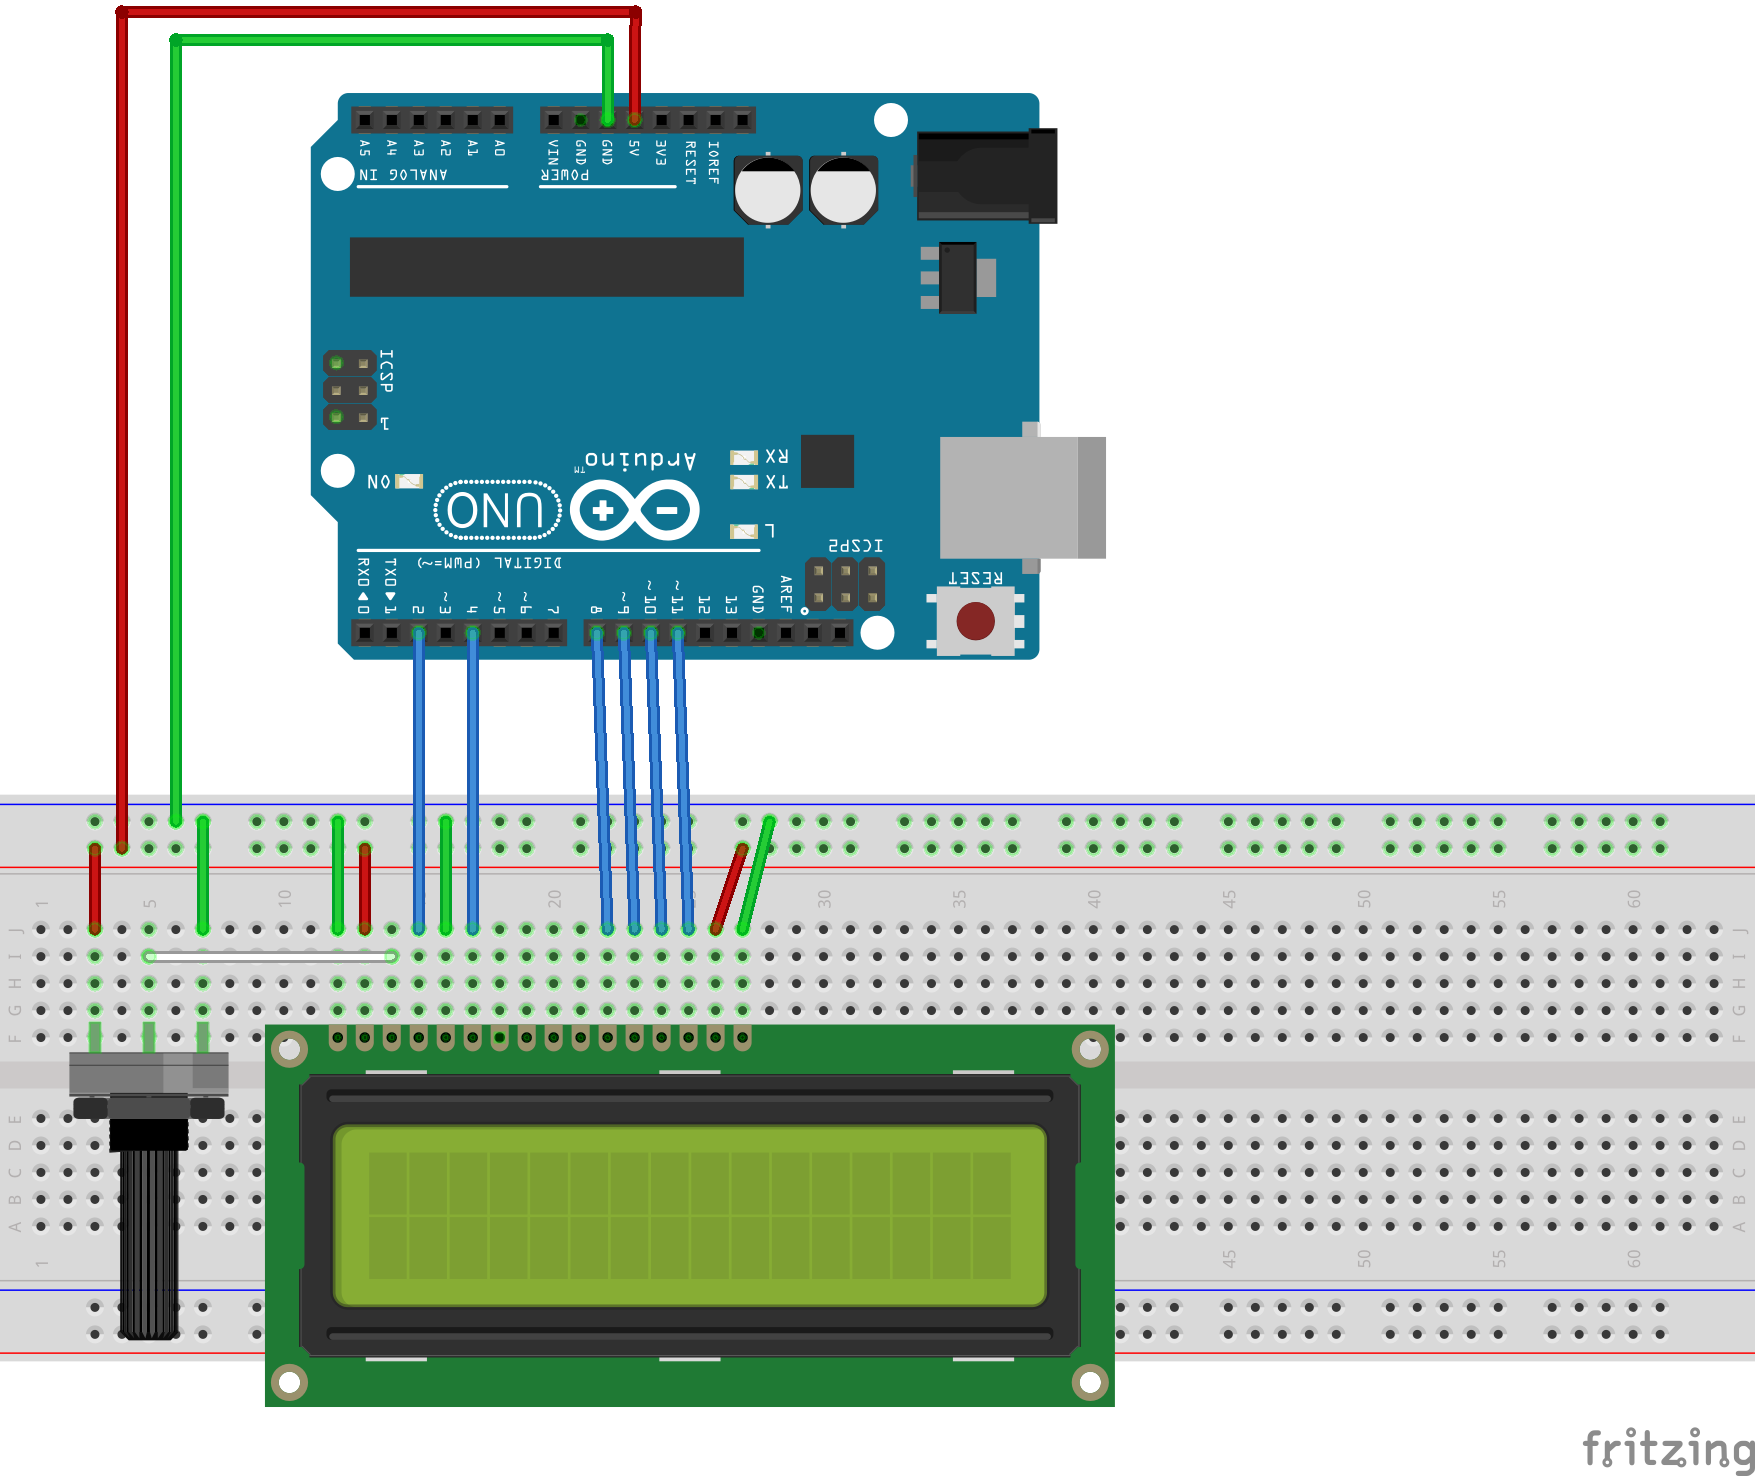 A5 A4 A3 A2 A1 A0
VIN GND GND 5V 3V3 RESET IOREF
ANALOG IN
POWER
ICSP
1
Arduino
TM
RX
TX
ON
UNO
L
ICSP2
DIGITAL (PWM=~)
RESET
RX0◀0 TX0▶1 2 ~3 4 ~5 ~6 7 8 ~9 ~10 ~11 12 13 GND AREF
1 5 10 20 30 35 40 45 50 55 60
J J
I I
H H
G G
F F
E E
D D
C C
B B
A A
1 45 50 55 60
fritzing